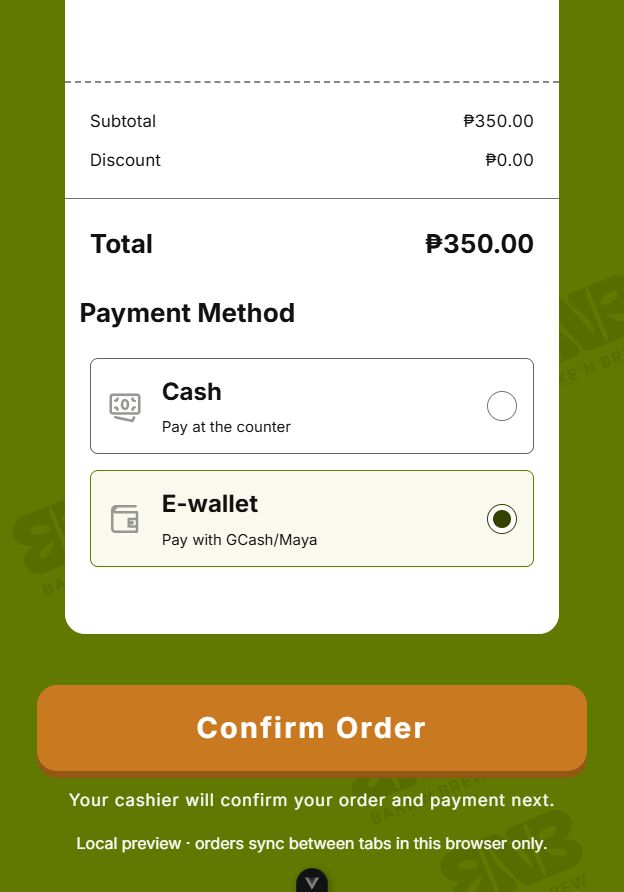 Subtotal ₱350.00
Discount ₱0.00
Total ₱350.00
Payment Method
Cash
Pay at the counter
E-wallet
Pay with GCash/Maya
Confirm Order
Your cashier will confirm your order and payment next.
Local preview · orders sync between tabs in this browser only.